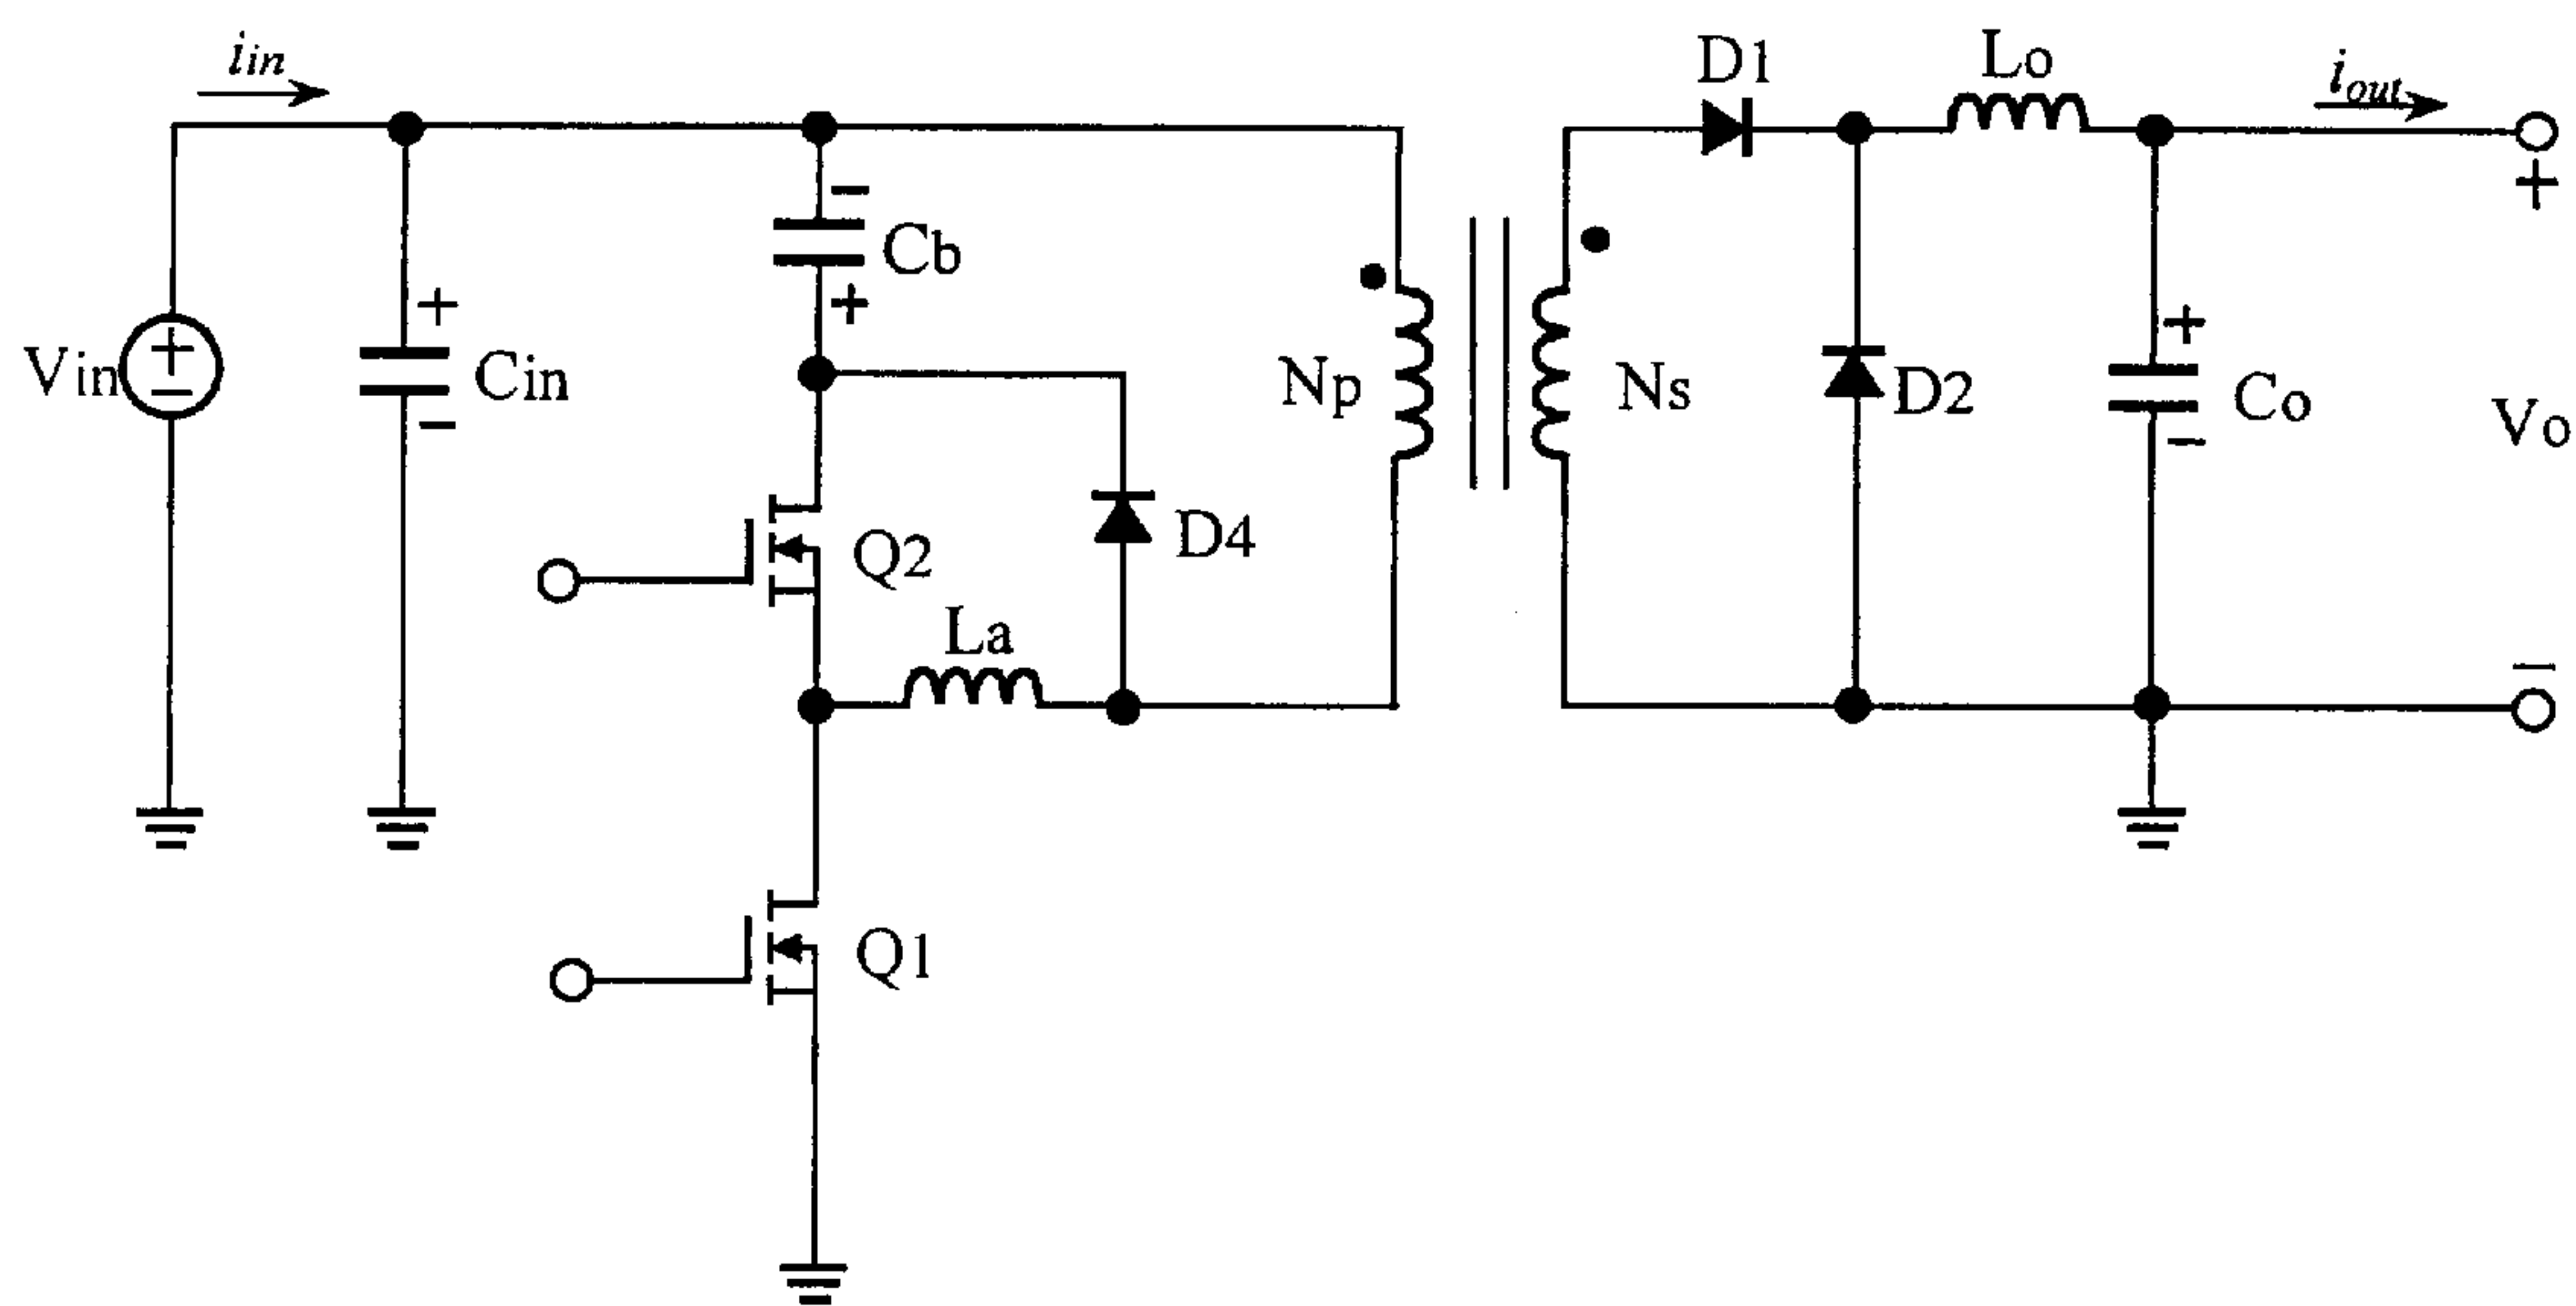 iin
D1
Lo
iout
+
−
Cb
+
+
−
Vin
+
−
Cin
Np
Ns
D2
+
−
Co
Vo
Q2
D4
La
−
Q1